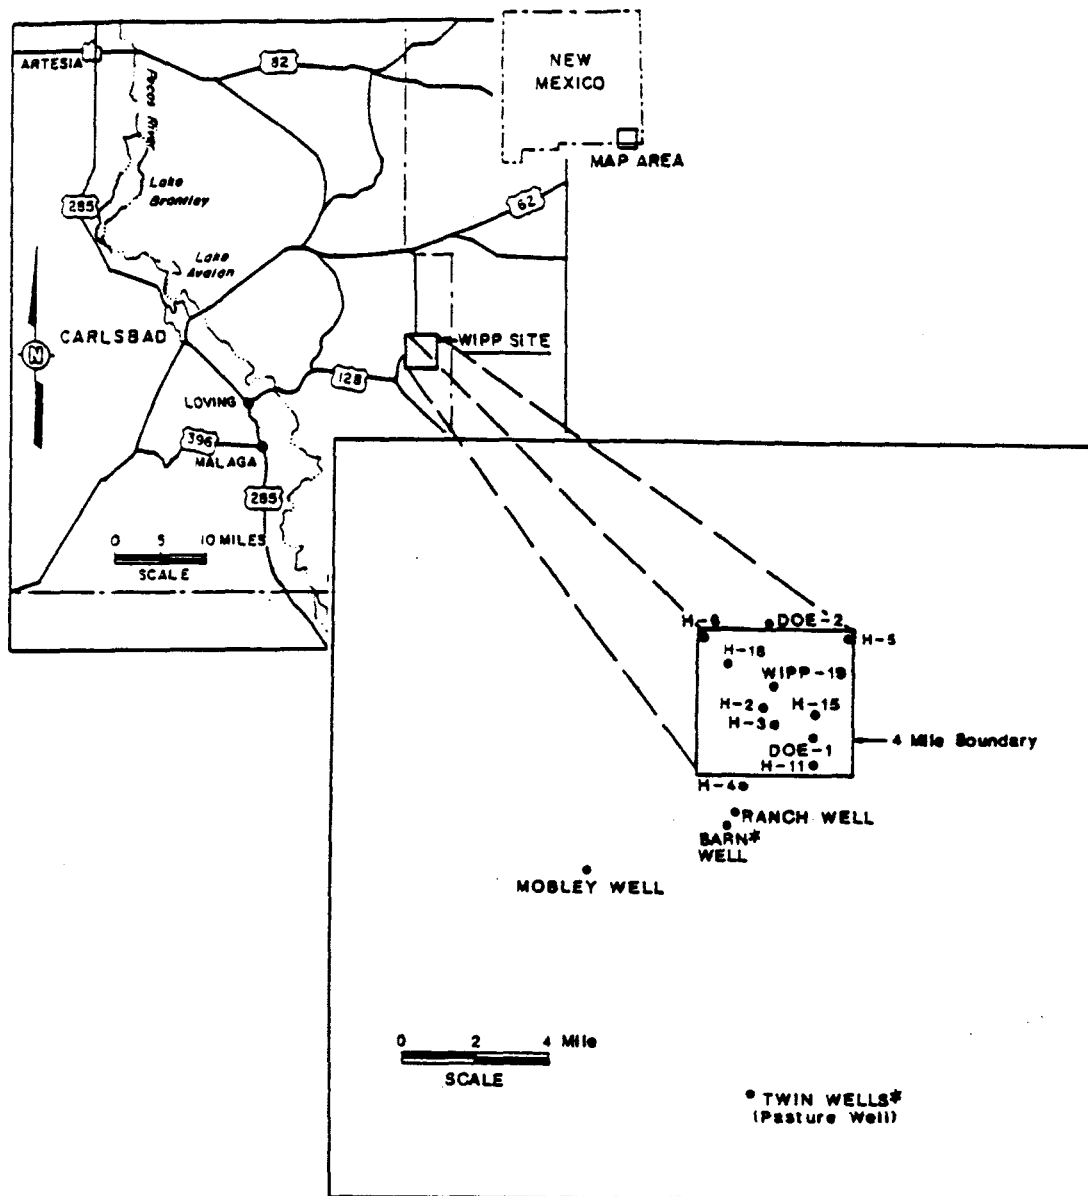 ARTESIA
82
NEW
MEXICO
MAP AREA
Pecos River
Lake
Brantley
285
62
Lake
Avalon
N
CARLSBAD
WIPP SITE
128
LOVING
396
MALAGA
285
0 5 10 MILES
SCALE
H-6
DOE-2
H-5
H-18
WIPP-19
H-2
H-15
H-3
DOE-1
4 Mile Boundary
H-11
H-4
RANCH WELL
BARN*
WELL
MOBLEY WELL
0 2 4 Mile
SCALE
TWIN WELLS*
(Pasture Well)